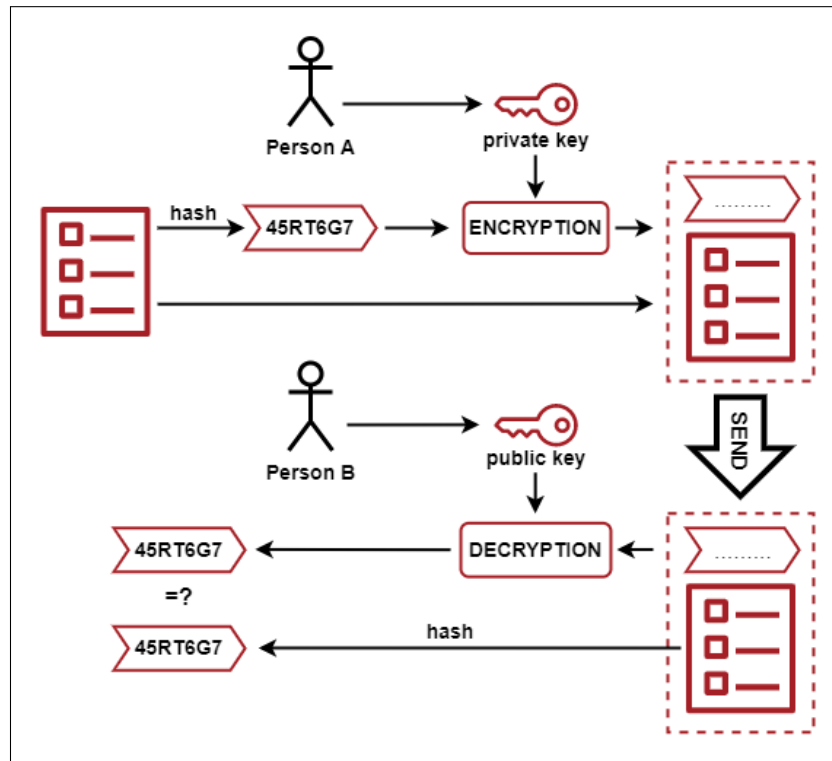 Person A
private key
hash
45RT6G7
ENCRYPTION
.........
Person B
public key
SEND
45RT6G7
DECRYPTION
.........
=?
45RT6G7
hash